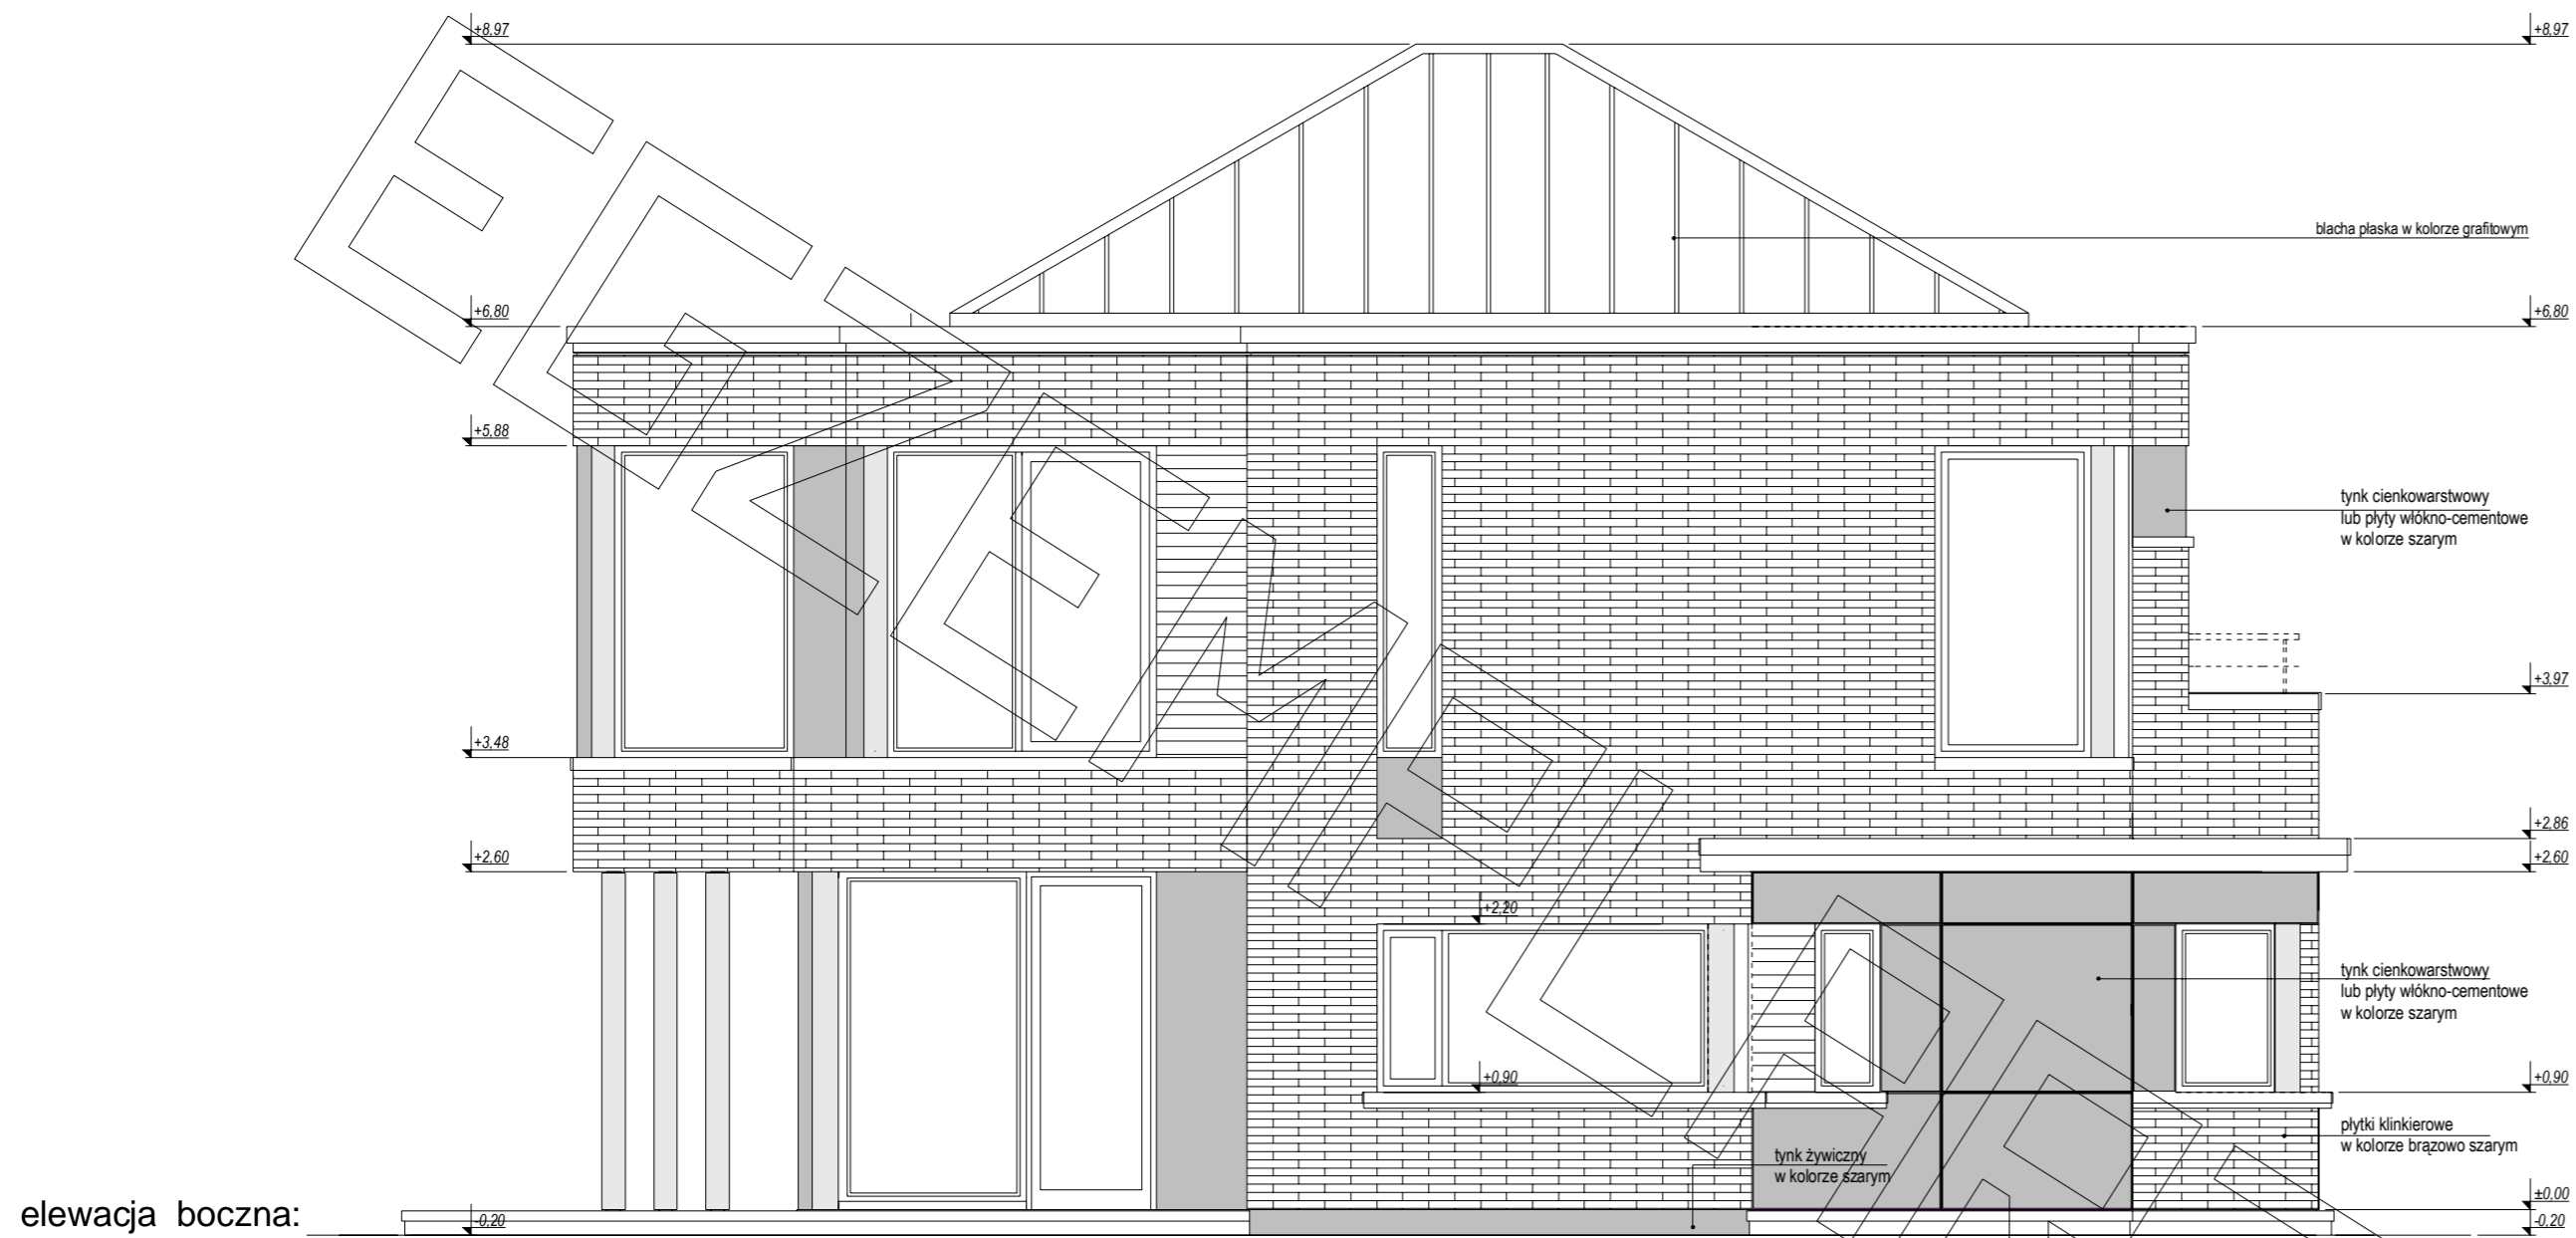 +8,97
+8,97
blacha płaska w kolorze grafitowym
+6,80
+6,80
+5,88
tynk cienkowarstwowy
lub płyty włókno-cementowe
w kolorze szarym
+3,97
+3,48
+2,86
+2,60
+2,60
+2,20
tynk cienkowarstwowy
lub płyty włókno-cementowe
w kolorze szarym
+0,90
+0,90
płytki klinkierowe
w kolorze brązowo szarym
tynk żywiczny
w kolorze szarym
±0,00
elewacja boczna:
-0,20
-0,20